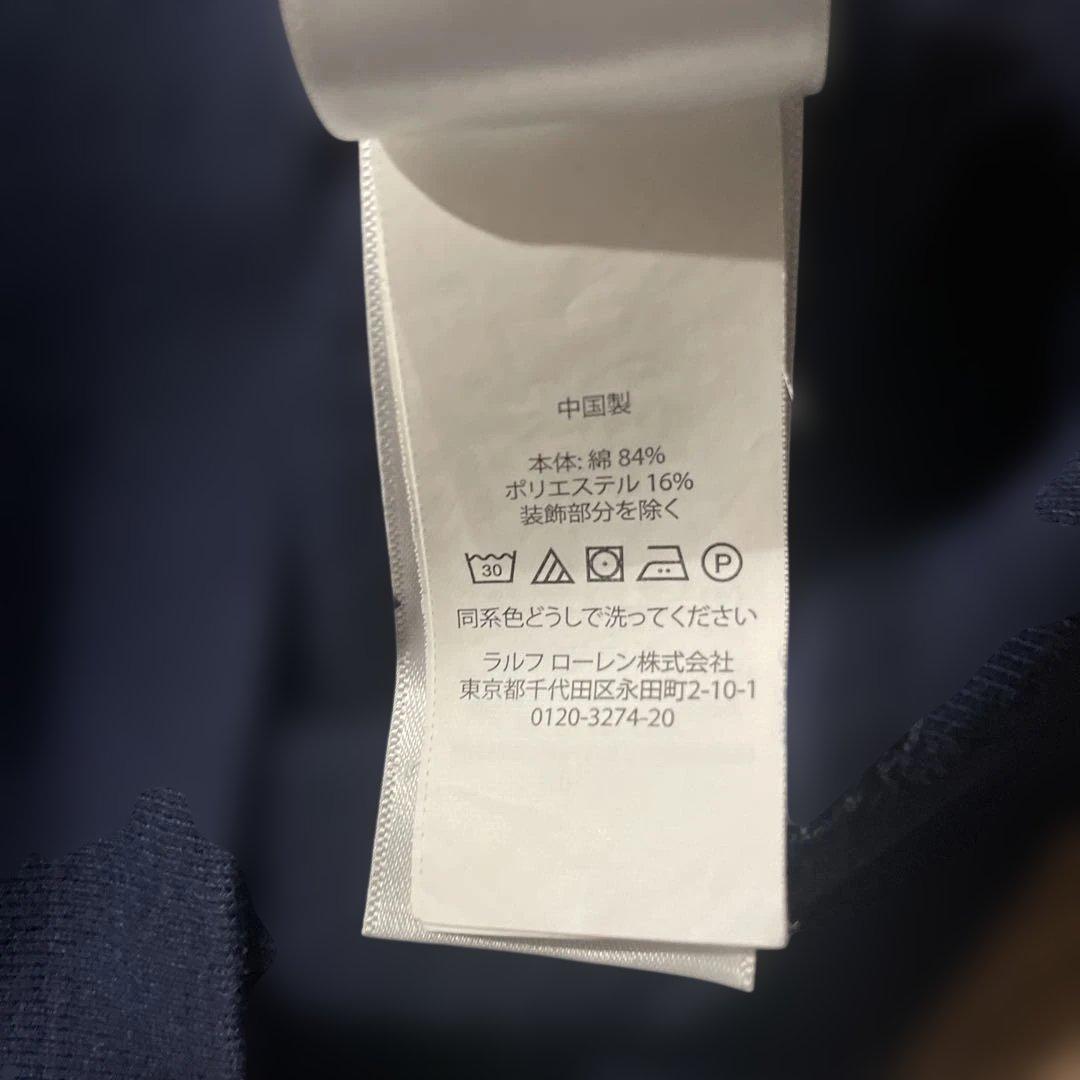 中国製
本体: 綿 84%
ポリエステル 16%
装飾部分を除く
30 P
同系色どうしで洗ってください
ラルフ ローレン株式会社
東京都千代田区永田町2-10-1
0120-3274-20